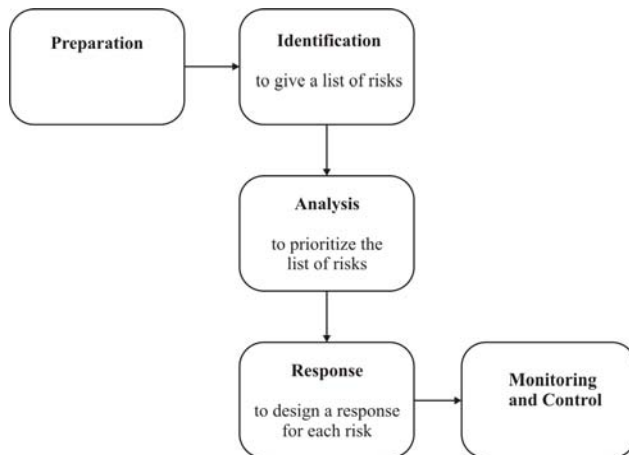 Preparation
Identification
to give a list of risks
Analysis
to prioritize the
list of risks
Response
to design a response
for each risk
Monitoring
and Control